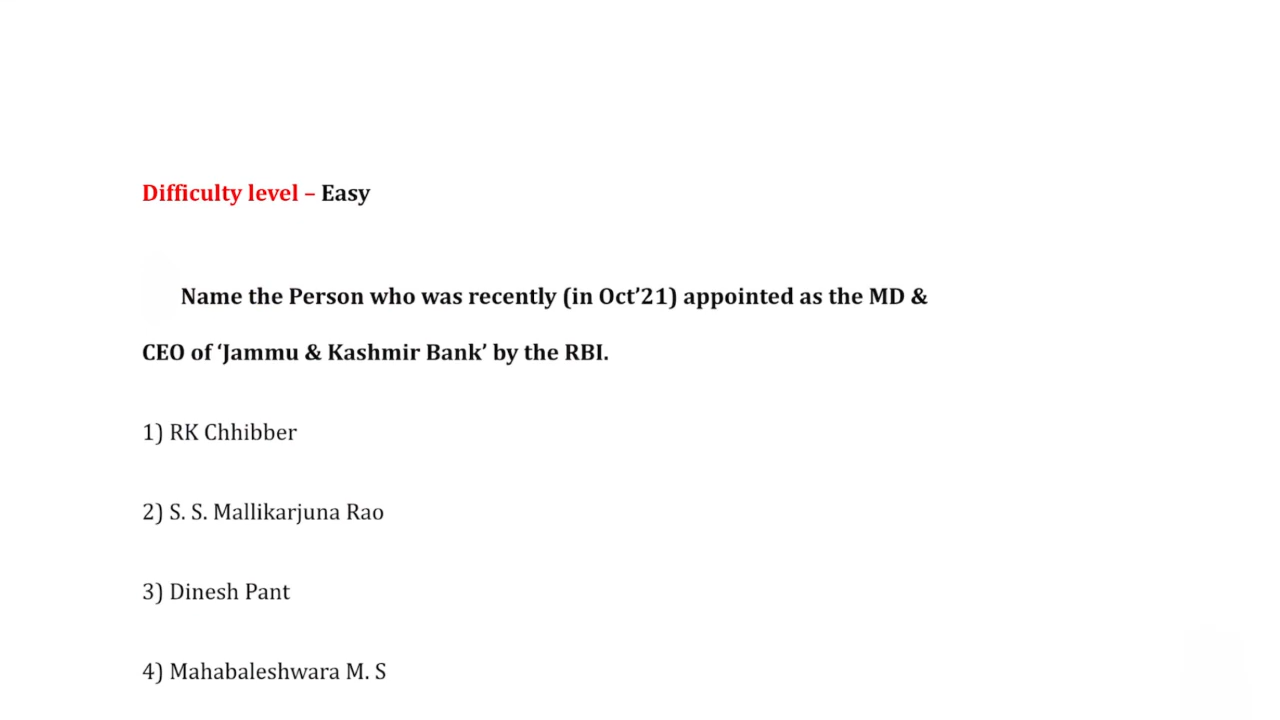 Difficulty level – Easy
Name the Person who was recently (in Oct’21) appointed as the MD &
CEO of ‘Jammu & Kashmir Bank’ by the RBI.
1) RK Chhibber
2) S. S. Mallikarjuna Rao
3) Dinesh Pant
4) Mahabaleshwara M. S